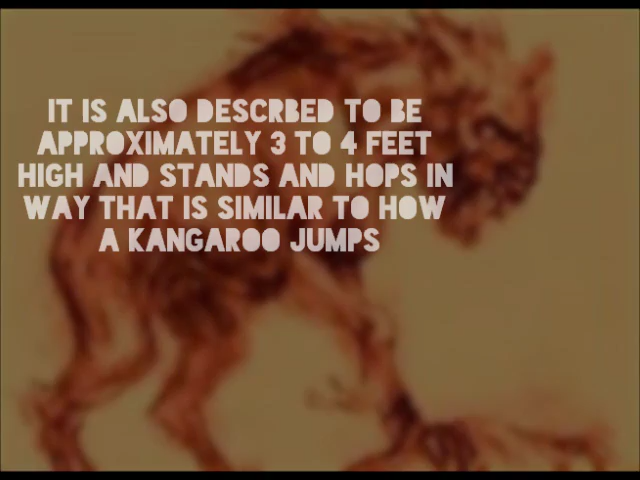 IT IS ALSO DESCRBED TO BE
APPROXIMATELY 3 TO 4 FEET
HIGH AND STANDS AND HOPS IN
WAY THAT IS SIMILAR TO HOW
A KANGAROO JUMPS